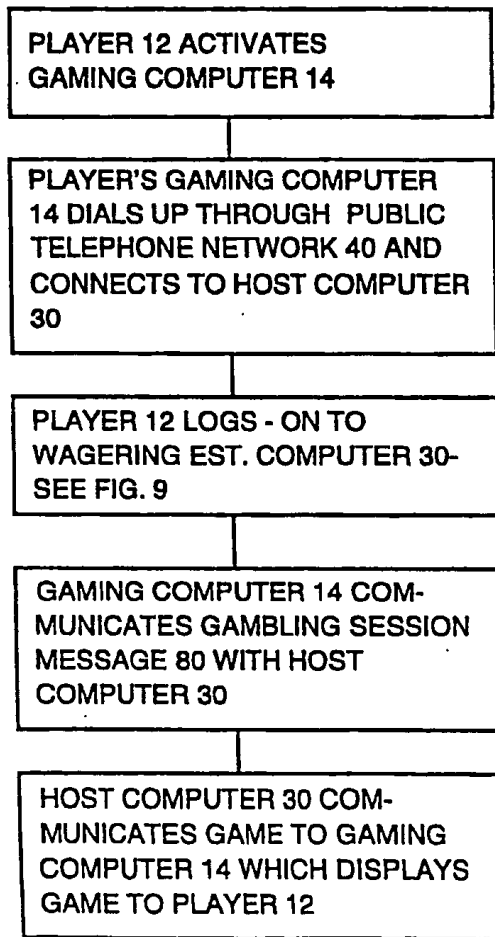 PLAYER 12 ACTIVATES
GAMING COMPUTER 14
PLAYER'S GAMING COMPUTER
14 DIALS UP THROUGH PUBLIC
TELEPHONE NETWORK 40 AND
CONNECTS TO HOST COMPUTER
30
PLAYER 12 LOGS - ON TO
WAGERING EST. COMPUTER 30-
SEE FIG. 9
GAMING COMPUTER 14 COM-
MUNICATES GAMBLING SESSION
MESSAGE 80 WITH HOST
COMPUTER 30
HOST COMPUTER 30 COM-
MUNICATES GAME TO GAMING
COMPUTER 14 WHICH DISPLAYS
GAME TO PLAYER 12